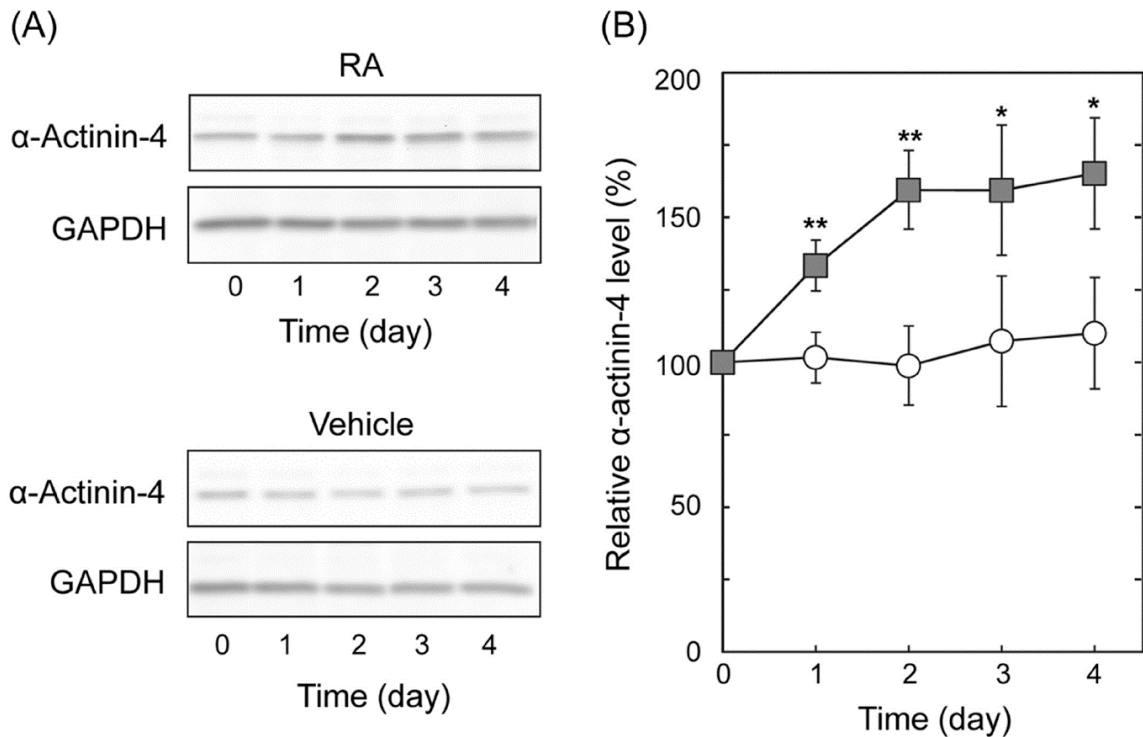 (A)
RA
α-Actinin-4
GAPDH
0 1 2 3 4
Time (day)
Vehicle
α-Actinin-4
GAPDH
0 1 2 3 4
Time (day)
(B)
Relative α-actinin-4 level (%)
200
150
100
50
0
** ** * *
0 1 2 3 4
Time (day)